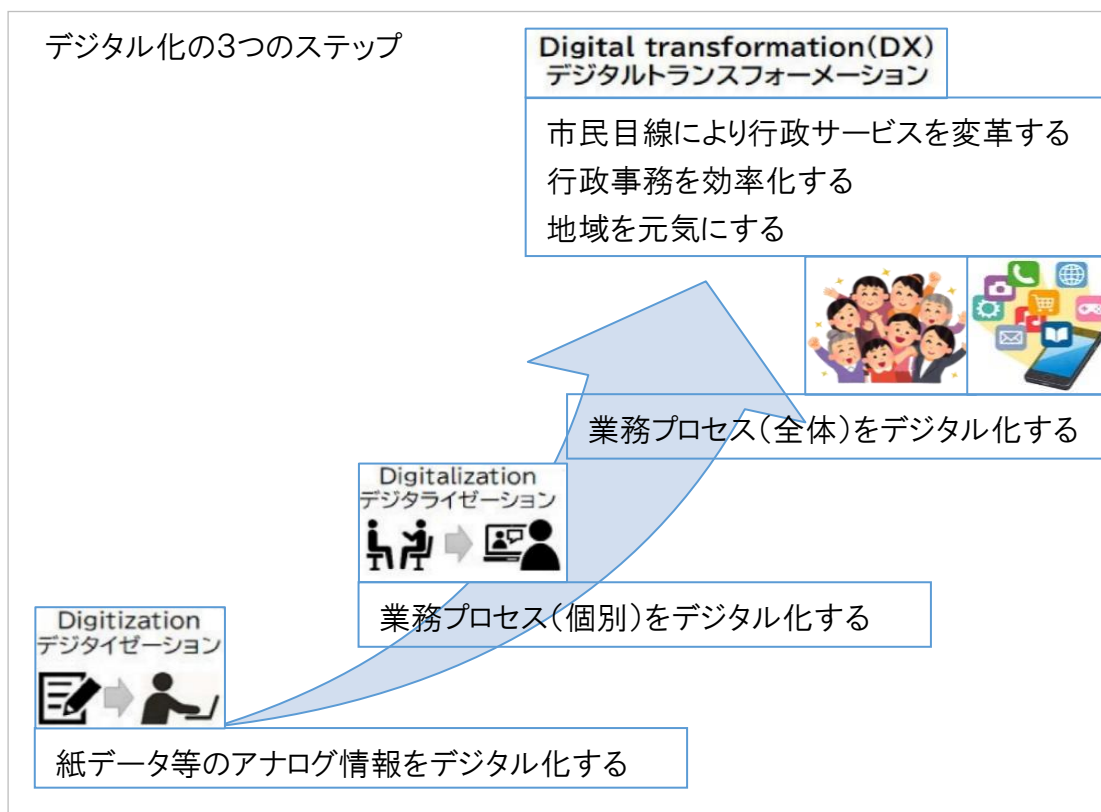 デジタル化の3つのステップ
Digital transformation(DX)
デジタルトランスフォーメーション
市民目線により行政サービスを変革する
行政事務を効率化する
地域を元気にする
業務プロセス(全体)をデジタル化する
Digitalization
デジタライゼーション
業務プロセス(個別)をデジタル化する
Digitization
デジタイゼーション
紙データ等のアナログ情報をデジタル化する